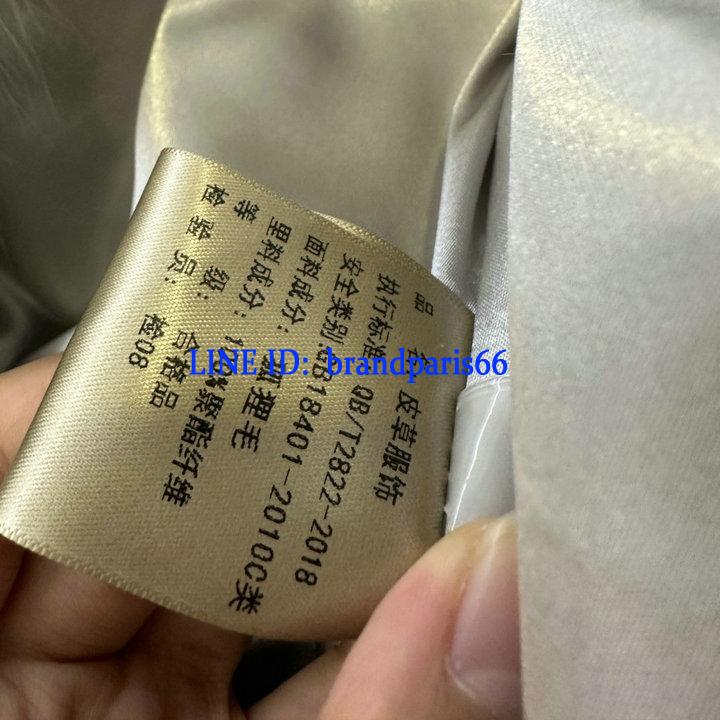 品 名: 皮草服饰
执行标准: QB/T2822-2018
安全类别:GB18401-2010C类
面料成分: 狐狸毛
里料成分: 1 聚酯纤维
等 级: 合格品
检 验 员: 检08
LINE ID: brandparis66